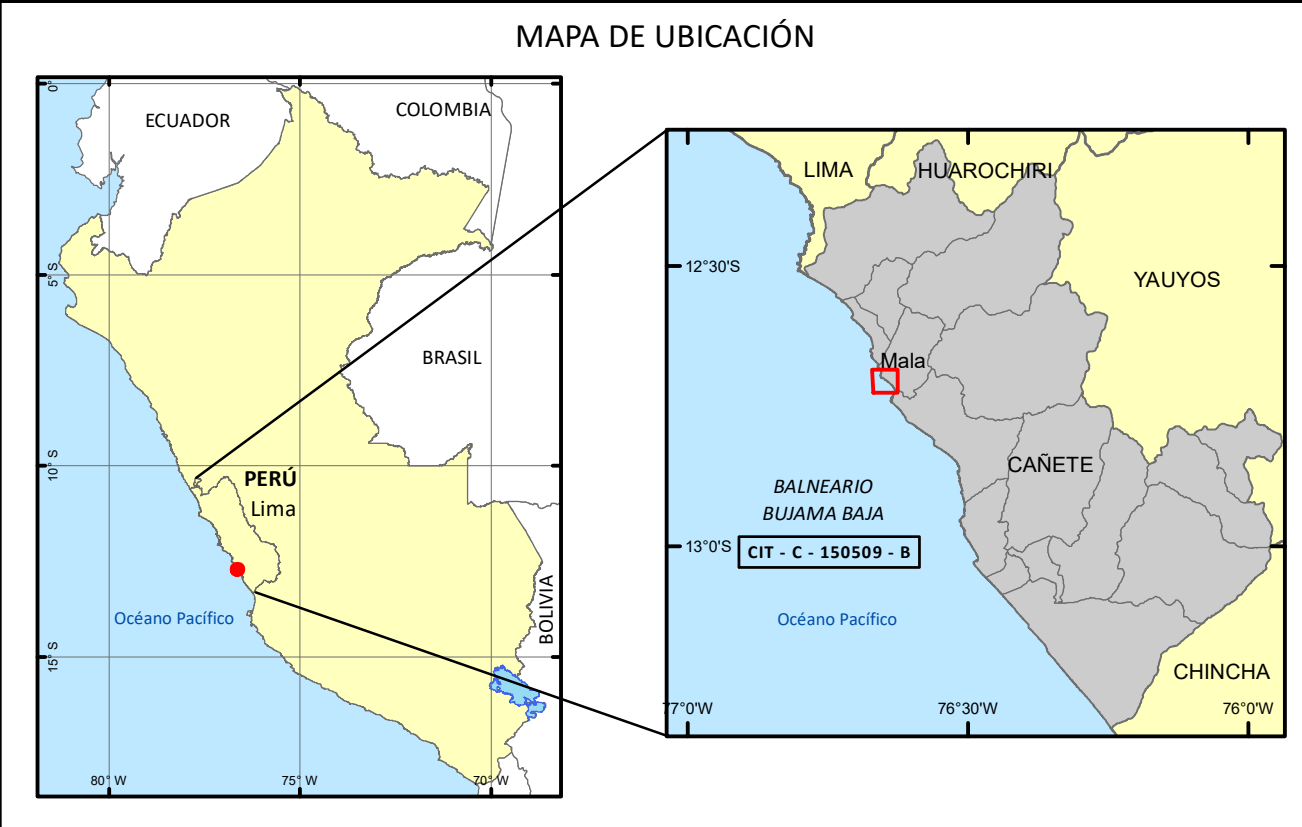 MAPA DE UBICACIÓN
0°
5° S
10° S
15° S
80° W
75° W
70° W
ECUADOR
COLOMBIA
BRASIL
PERÚ
Lima
BOLIVIA
Océano Pacífico
LIMA
HUAROCHIRI
12°30'S
YAUYOS
Mala
CAÑETE
BALNEARIO
BUJAMA BAJA
13°0'S
CIT - C - 150509 - B
Océano Pacífico
CHINCHA
77°0'W
76°30'W
76°0'W